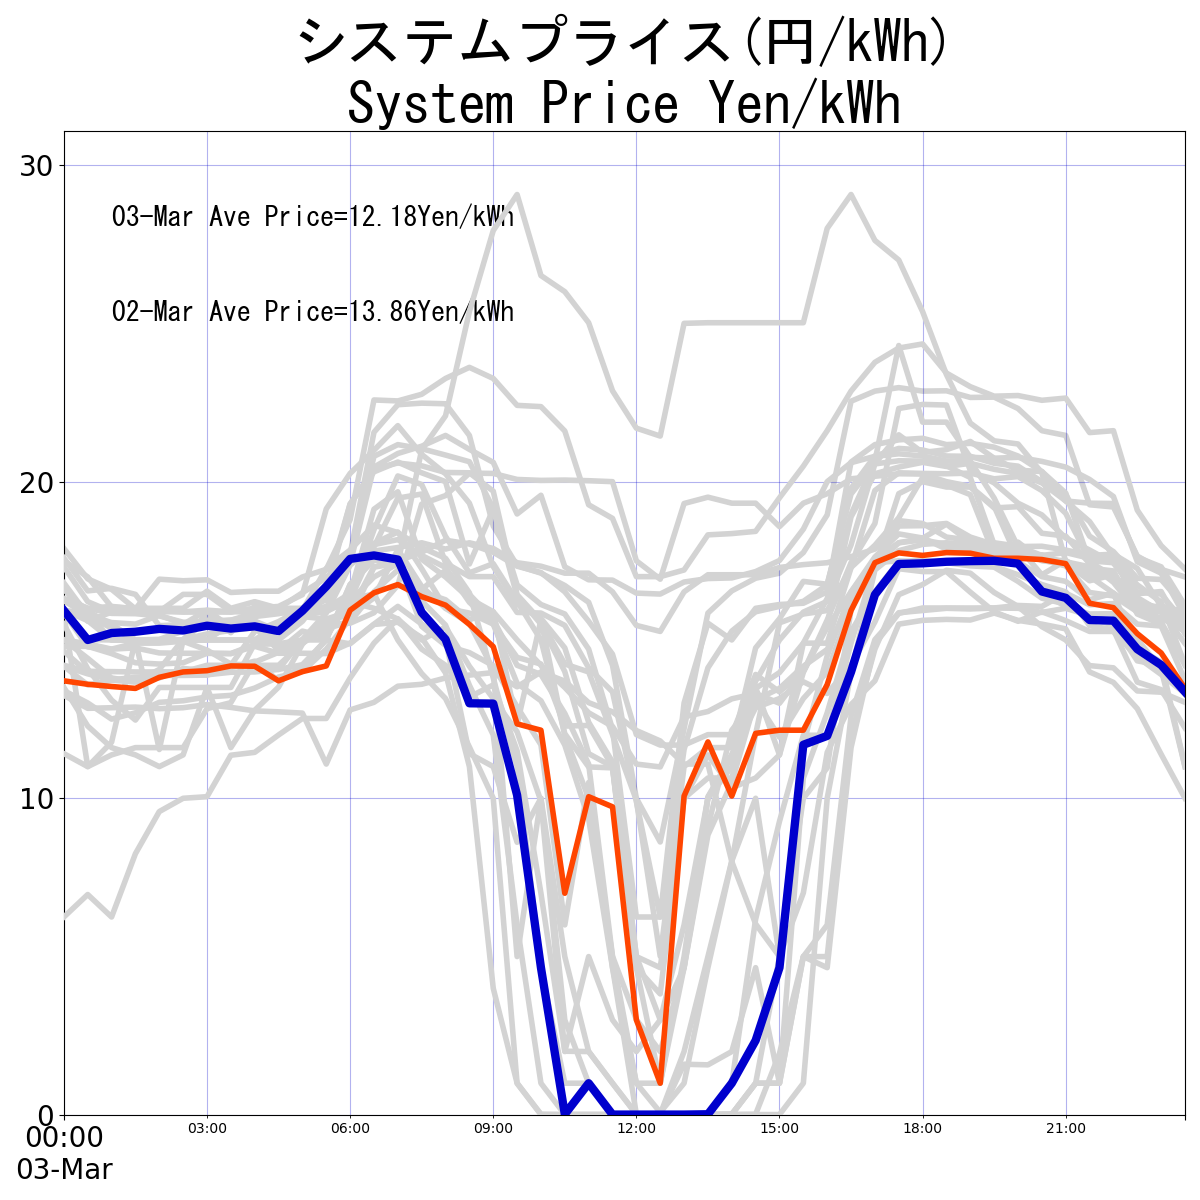 システムプライス(円/kWh)
System Price Yen/kWh
30
03-Mar Ave Price=12.18Yen/kWh
02-Mar Ave Price=13.86Yen/kWh
20
10
0
00:00 03:00 06:00 09:00 12:00 15:00 18:00 21:00
03-Mar